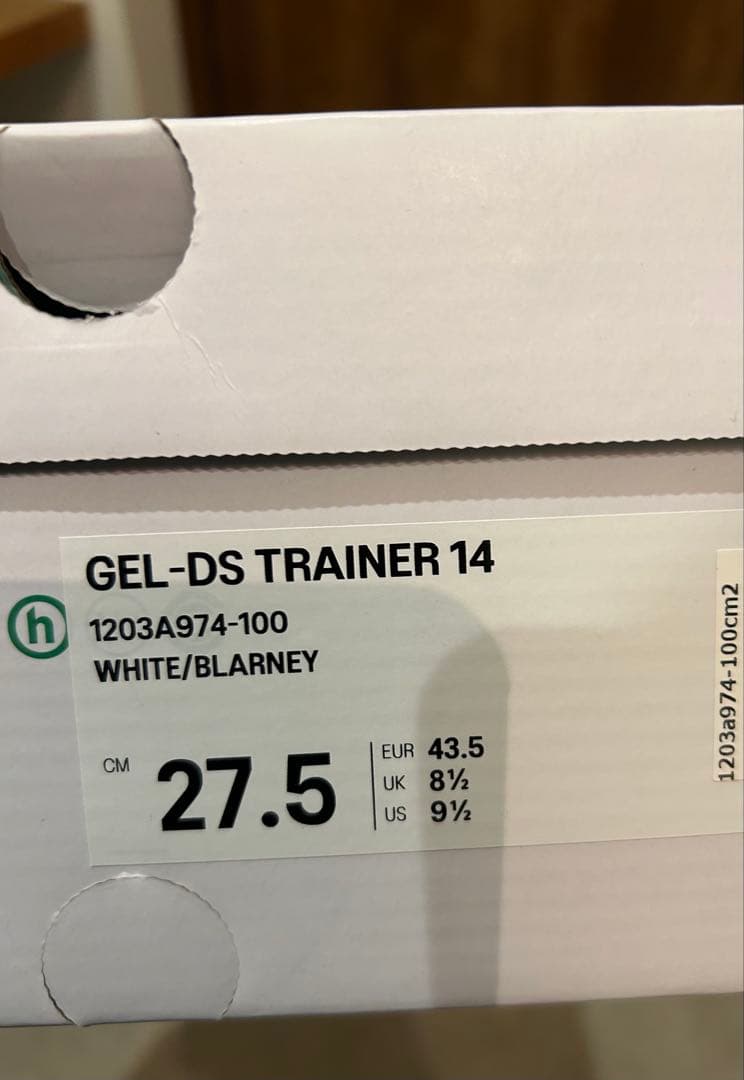 GEL-DS TRAINER 14
h
1203A974-100
WHITE/BLARNEY
CM 27.5
EUR 43.5
UK 8½
US 9½
1203a974-100cm2